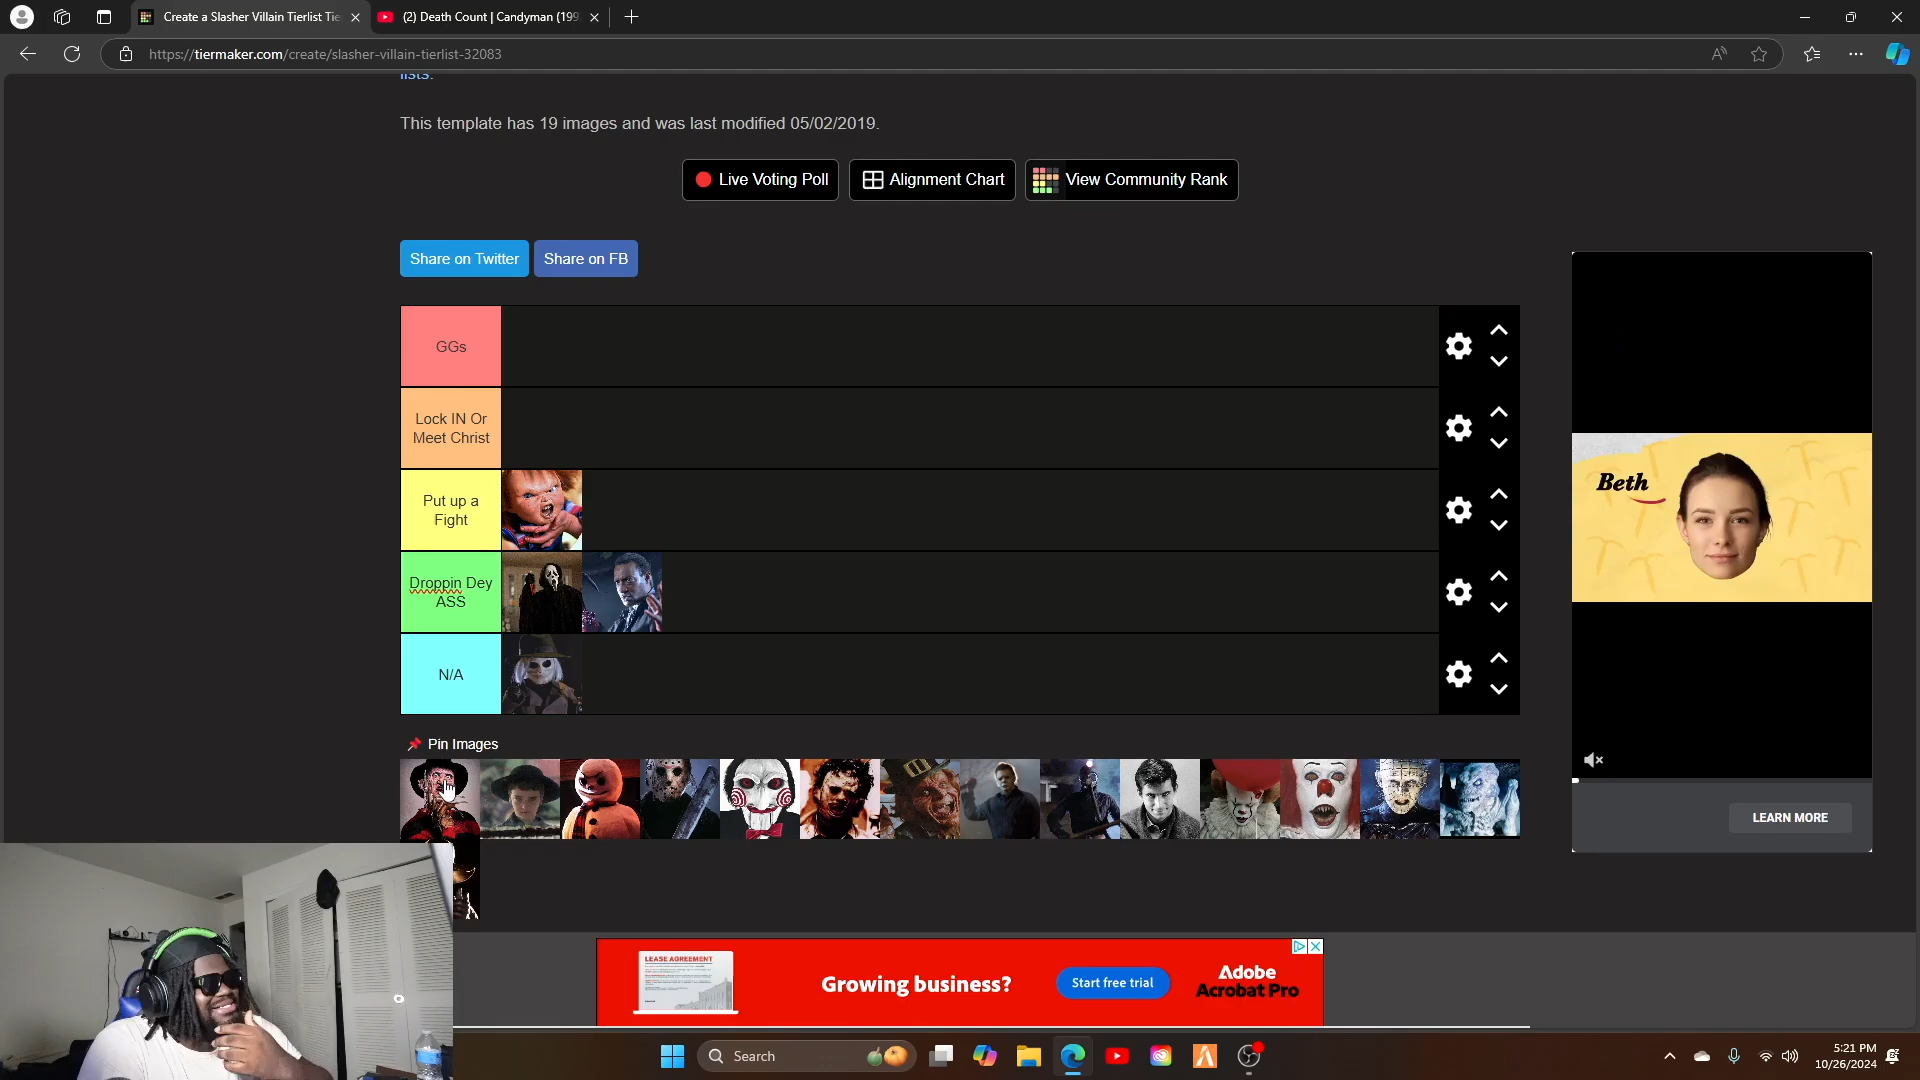 Create a Slasher Villain Tierlist Tie
(2) Death Count | Candyman (199
https://tiermaker.com/create/slasher-villain-tierlist-32083
lists.
This template has 19 images and was last modified 05/02/2019.
Live Voting Poll
Alignment Chart
View Community Rank
Share on Twitter
Share on FB
GGs
Lock IN Or
Meet Christ
Put up a
Fight
Droppin Dey
ASS
N/A
Beth
Pin Images
LEARN MORE
LEASE AGREEMENT
Growing business?
Start free trial
Adobe
Acrobat Pro
Search
5:21 PM
10/26/2024